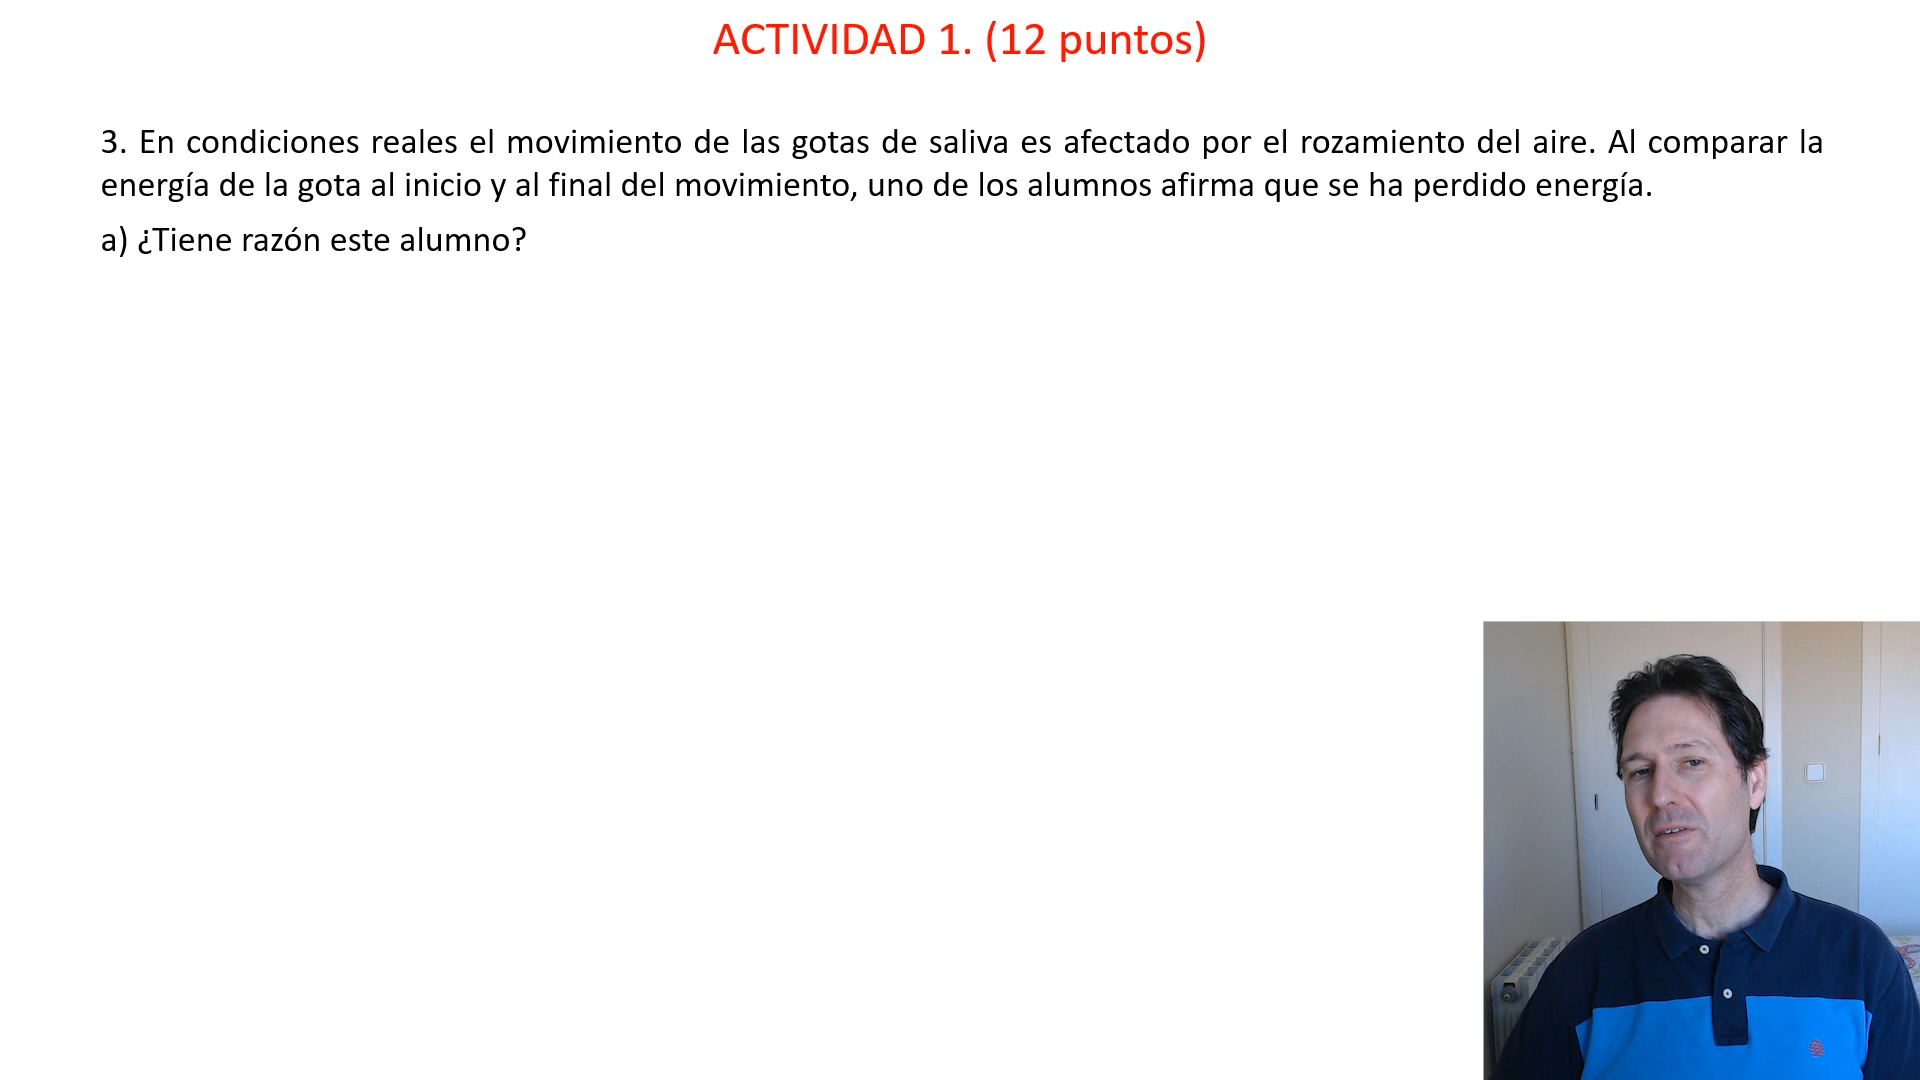 ACTIVIDAD 1. (12 puntos)
3. En condiciones reales el movimiento de las gotas de saliva es afectado por el rozamiento del aire. Al comparar la
energía de la gota al inicio y al final del movimiento, uno de los alumnos afirma que se ha perdido energía.
a) ¿Tiene razón este alumno?